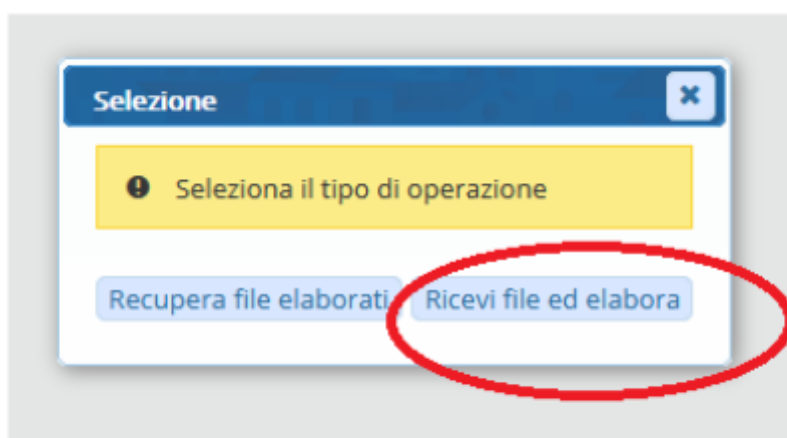 Selezione
Seleziona il tipo di operazione
Recupera file elaborati Ricevi file ed elabora